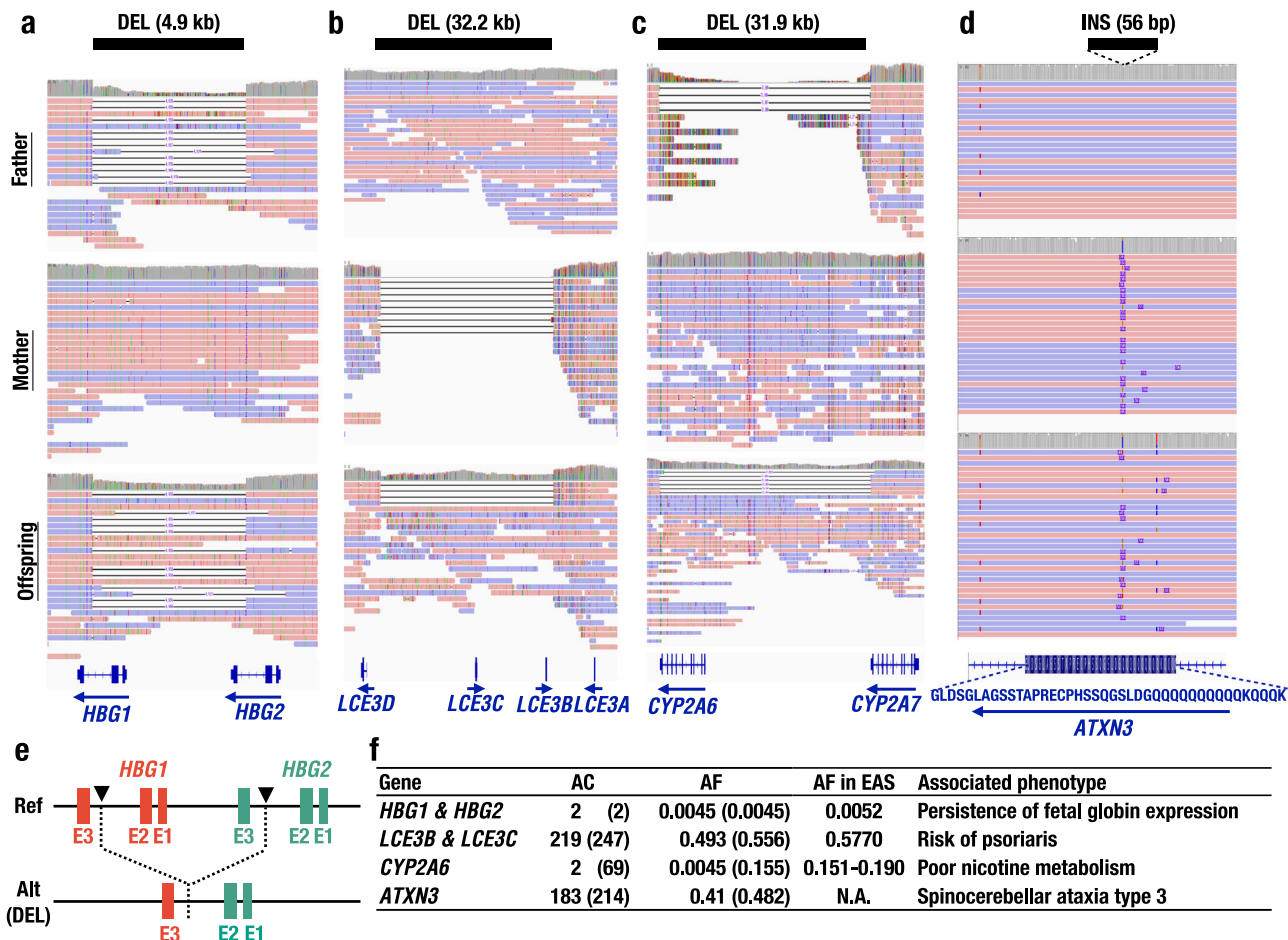 a
DEL (4.9 kb)
b
DEL (32.2 kb)
c
DEL (31.9 kb)
d
INS (56 bp)
Father
Mother
Offspring
HBG1
HBG2
LCE3D
LCE3C
LCE3B
LCE3A
CYP2A6
CYP2A7
GLDSGLAGSSTAPRECPHSSQGSLDGQQQQQQQQQQKQQQK
ATXN3
e
HBG1
HBG2
Ref
E3
E2
E1
E3
E2
E1
Alt
(DEL)
E3
E2
E1
f
Gene AC AF AF in EAS Associated phenotype
HBG1 & HBG2 2 (2) 0.0045 (0.0045) 0.0052 Persistence of fetal globin expression
LCE3B & LCE3C 219 (247) 0.493 (0.556) 0.5770 Risk of psoriaris
CYP2A6 2 (69) 0.0045 (0.155) 0.151-0.190 Poor nicotine metabolism
ATXN3 183 (214) 0.41 (0.482) N.A. Spinocerebellar ataxia type 3